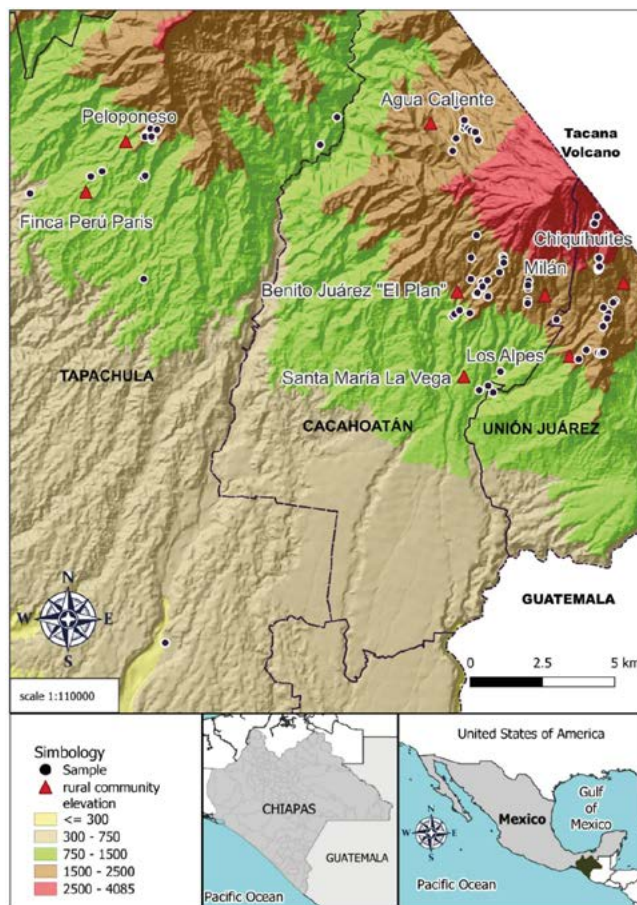 Peloponeso
Agua Caliente
Tacana
Volcano
Finca Perú Paris
Chiquihuites
Milán
Benito Juárez "El Plan"
Los Alpes
TAPACHULA
Santa María La Vega
CACAHOATÁN
UNIÓN JUÁREZ
GUATEMALA
N
W
E
S
0
2.5
5 km
scale 1:110000
Simbology
Sample
rural community
elevation
<= 300
300 - 750
750 - 1500
1500 - 2500
2500 - 4085
CHIAPAS
GUATEMALA
Pacific Ocean
United States of America
Mexico
Gulf
of
Mexico
N
W
E
S
Pacific Ocean